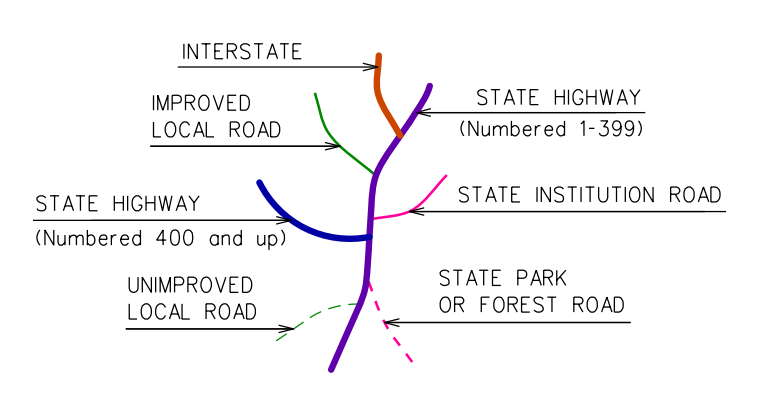 INTERSTATE
IMPROVED
LOCAL ROAD
STATE HIGHWAY
(Numbered 1-399)
STATE HIGHWAY
(Numbered 400 and up)
STATE INSTITUTION ROAD
UNIMPROVED
LOCAL ROAD
STATE PARK
OR FOREST ROAD